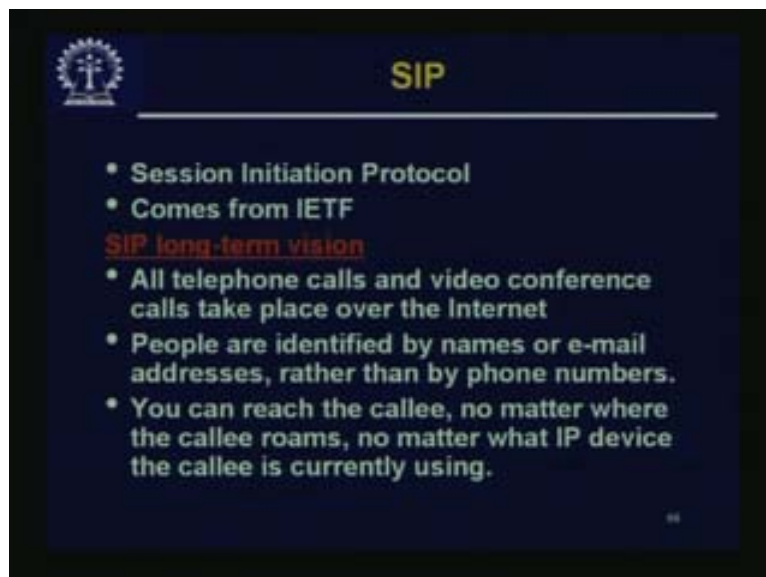 SIP
• Session Initiation Protocol
• Comes from IETF
SIP long-term vision
• All telephone calls and video conference
calls take place over the Internet
• People are identified by names or e-mail
addresses, rather than by phone numbers.
• You can reach the callee, no matter where
the callee roams, no matter what IP device
the callee is currently using.